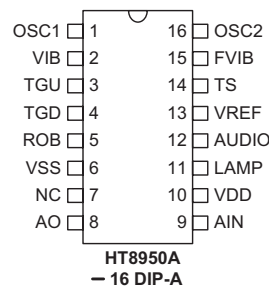 OSC1 1 16 OSC2
VIB 2 15 FVIB
TGU 3 14 TS
TGD 4 13 VREF
ROB 5 12 AUDIO
VSS 6 11 LAMP
NC 7 10 VDD
AO 8 9 AIN
HT8950A
– 16 DIP-A